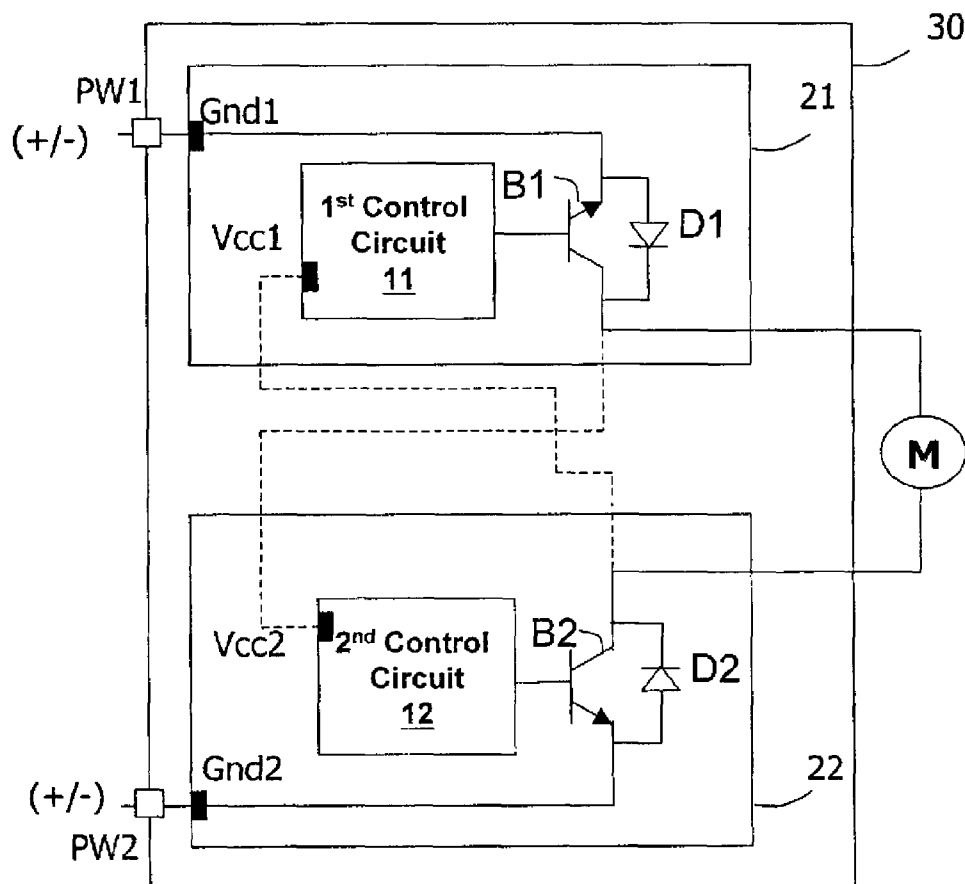 30
PW1
(+/-)
Gnd1
21
B1
1st Control
Circuit
11
D1
Vcc1
M
Vcc2
2nd Control
Circuit
12
B2
D2
Gnd2
(+/-)
PW2
22